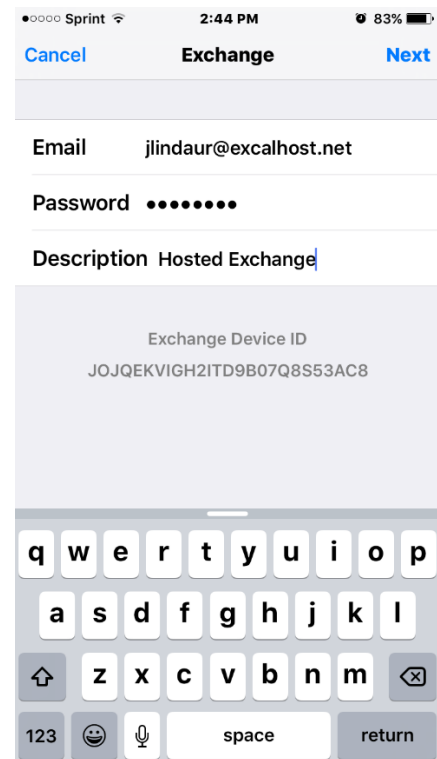 Sprint 2:44 PM 83%
Cancel Exchange Next
Email jlindaur@excalhost.net
Password ••••••••
Description Hosted Exchange
Exchange Device ID
JOJQEKVIGH2ITD9B07Q8S53AC8
q w e r t y u i o p
a s d f g h j k l
z x c v b n m
123 space return